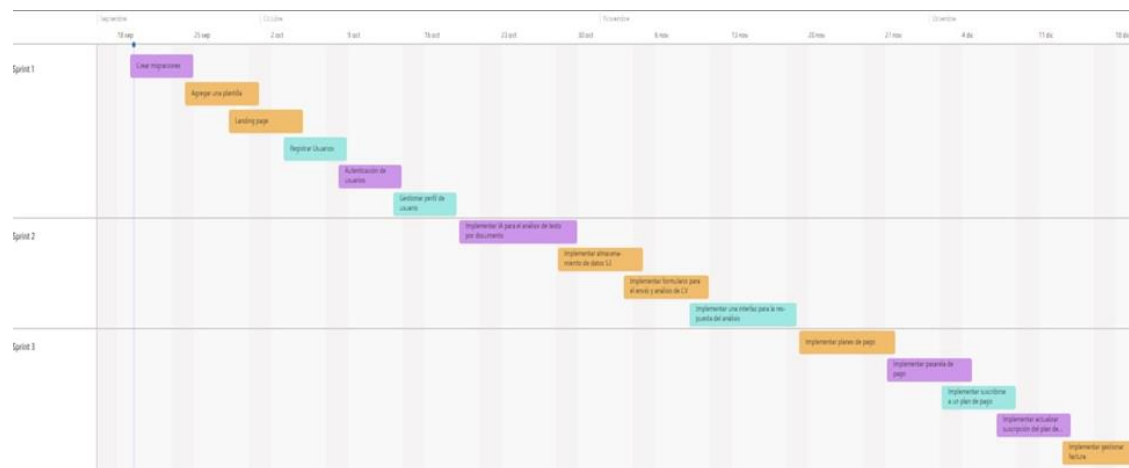 Septiembre Octubre Noviembre Diciembre
18 sep 25 sep 2 oct 9 oct 16 oct 23 oct 30 oct 6 nov 13 nov 20 nov 27 nov 4 dic 11 dic 18 dic
Sprint 1
Crear migraciones
Agregar una plantilla
Landing page
Registrar Usuarios
Autenticación de
usuarios
Gestionar perfil de
usuario
Sprint 2
Implementar IA para el análisis de texto
por documento
Implementar almacena-
miento de datos S3
Implementar formulario para
el envió y análisis de CV
Implementar una interfaz para la res-
puesta del análisis
Sprint 3
Implementar planes de pago
Implementar pasarela de
pago
Implementar suscribirse
a un plan de pago
Implementar actualizar
suscripción del plan de...
Implementar gestionar
factura